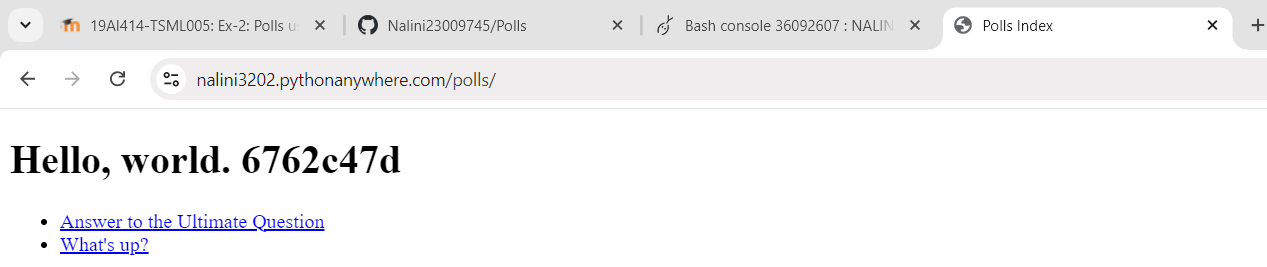 19AI414-TSML005: Ex-2: Polls u
Nalini23009745/Polls
Bash console 36092607 : NALIN
Polls Index
nalini3202.pythonanywhere.com/polls/
Hello, world. 6762c47d
Answer to the Ultimate Question
What's up?